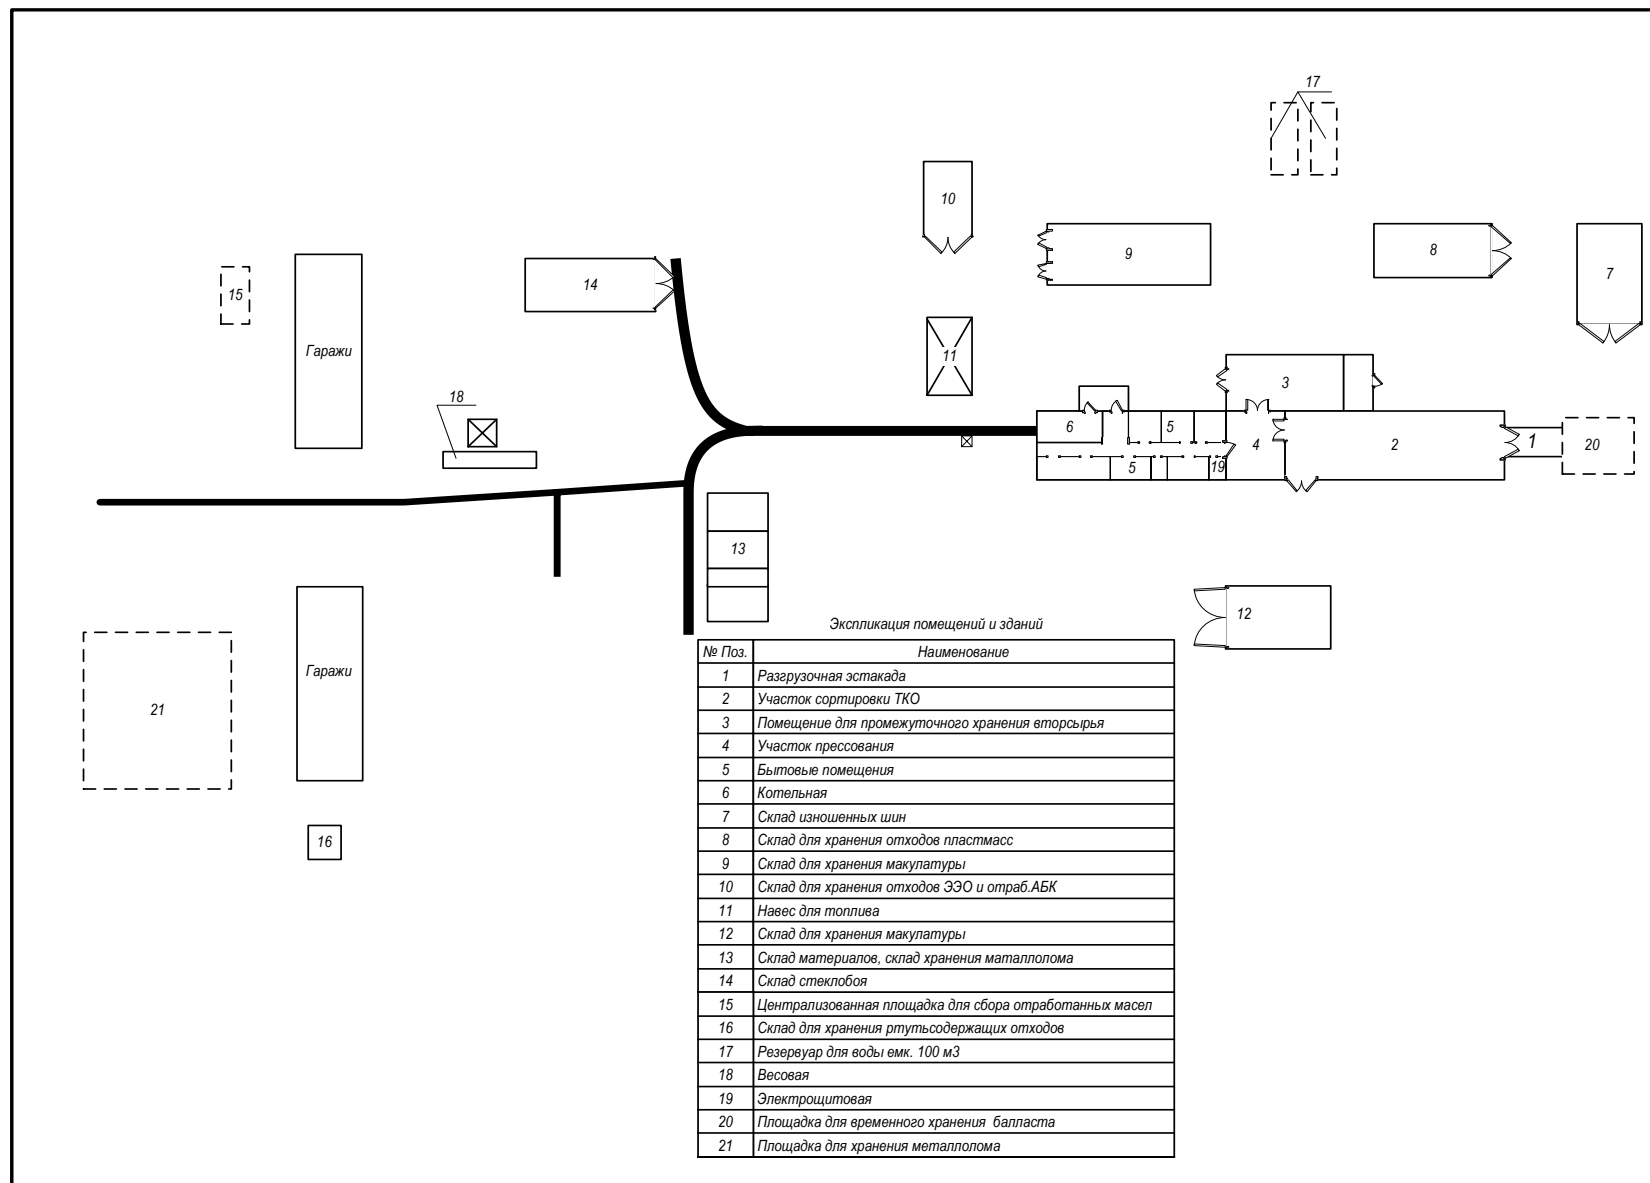 17
10
9
8
7
15
14
Гаражи
11
3
18
6
5
4
2
1
20
5
19
13
12
Гаражи
21
16
Экспликация помещений и зданий
№ Поз. Наименование
1 Разгрузочная эстакада
2 Участок сортировки ТКО
3 Помещение для промежуточного хранения вторсырья
4 Участок прессования
5 Бытовые помещения
6 Котельная
7 Склад изношенных шин
8 Склад для хранения отходов пластмасс
9 Склад для хранения макулатуры
10 Склад для хранения отходов ЭЭО и отраб.АБК
11 Навес для топлива
12 Склад для хранения макулатуры
13 Склад материалов, склад хранения маталлолома
14 Склад стеклобоя
15 Централизованная площадка для сбора отработанных масел
16 Склад для хранения ртутьсодержащих отходов
17 Резервуар для воды емк. 100 м3
18 Весовая
19 Электрощитовая
20 Площадка для временного хранения балласта
21 Площадка для хранения металлолома